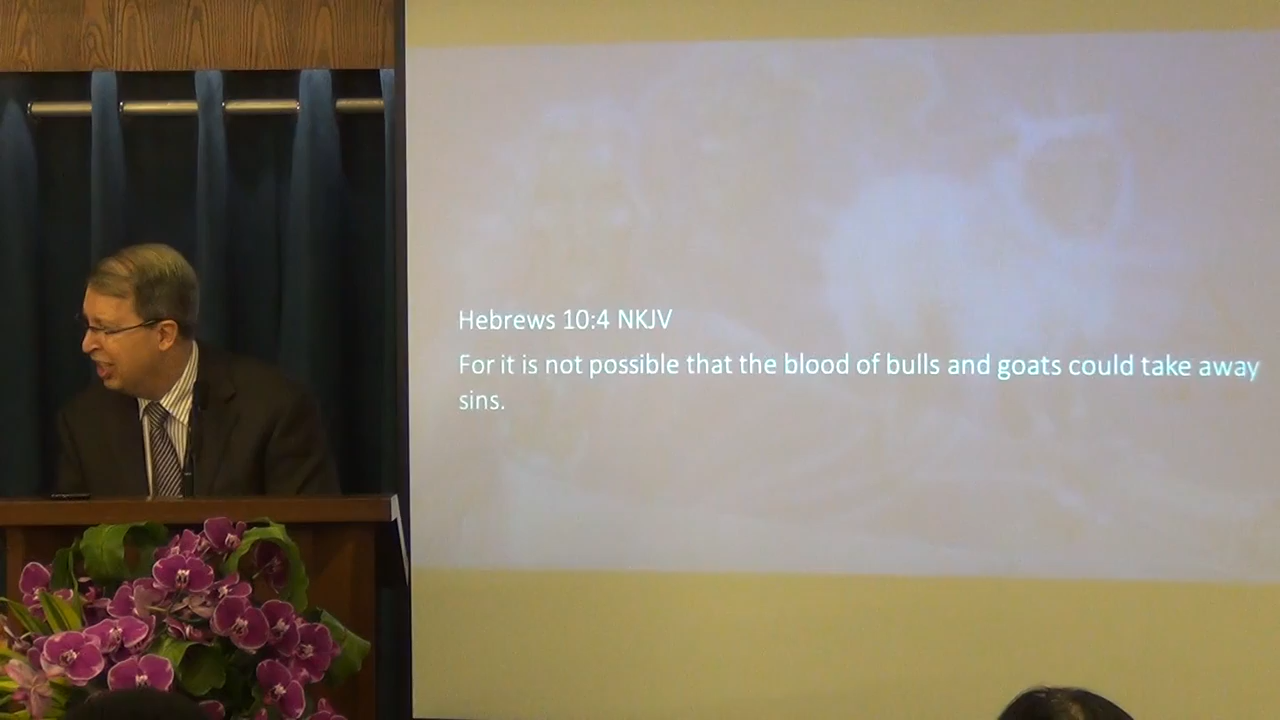 Hebrews 10:4 NKJV
For it is not possible that the blood of bulls and goats could take away
sins.